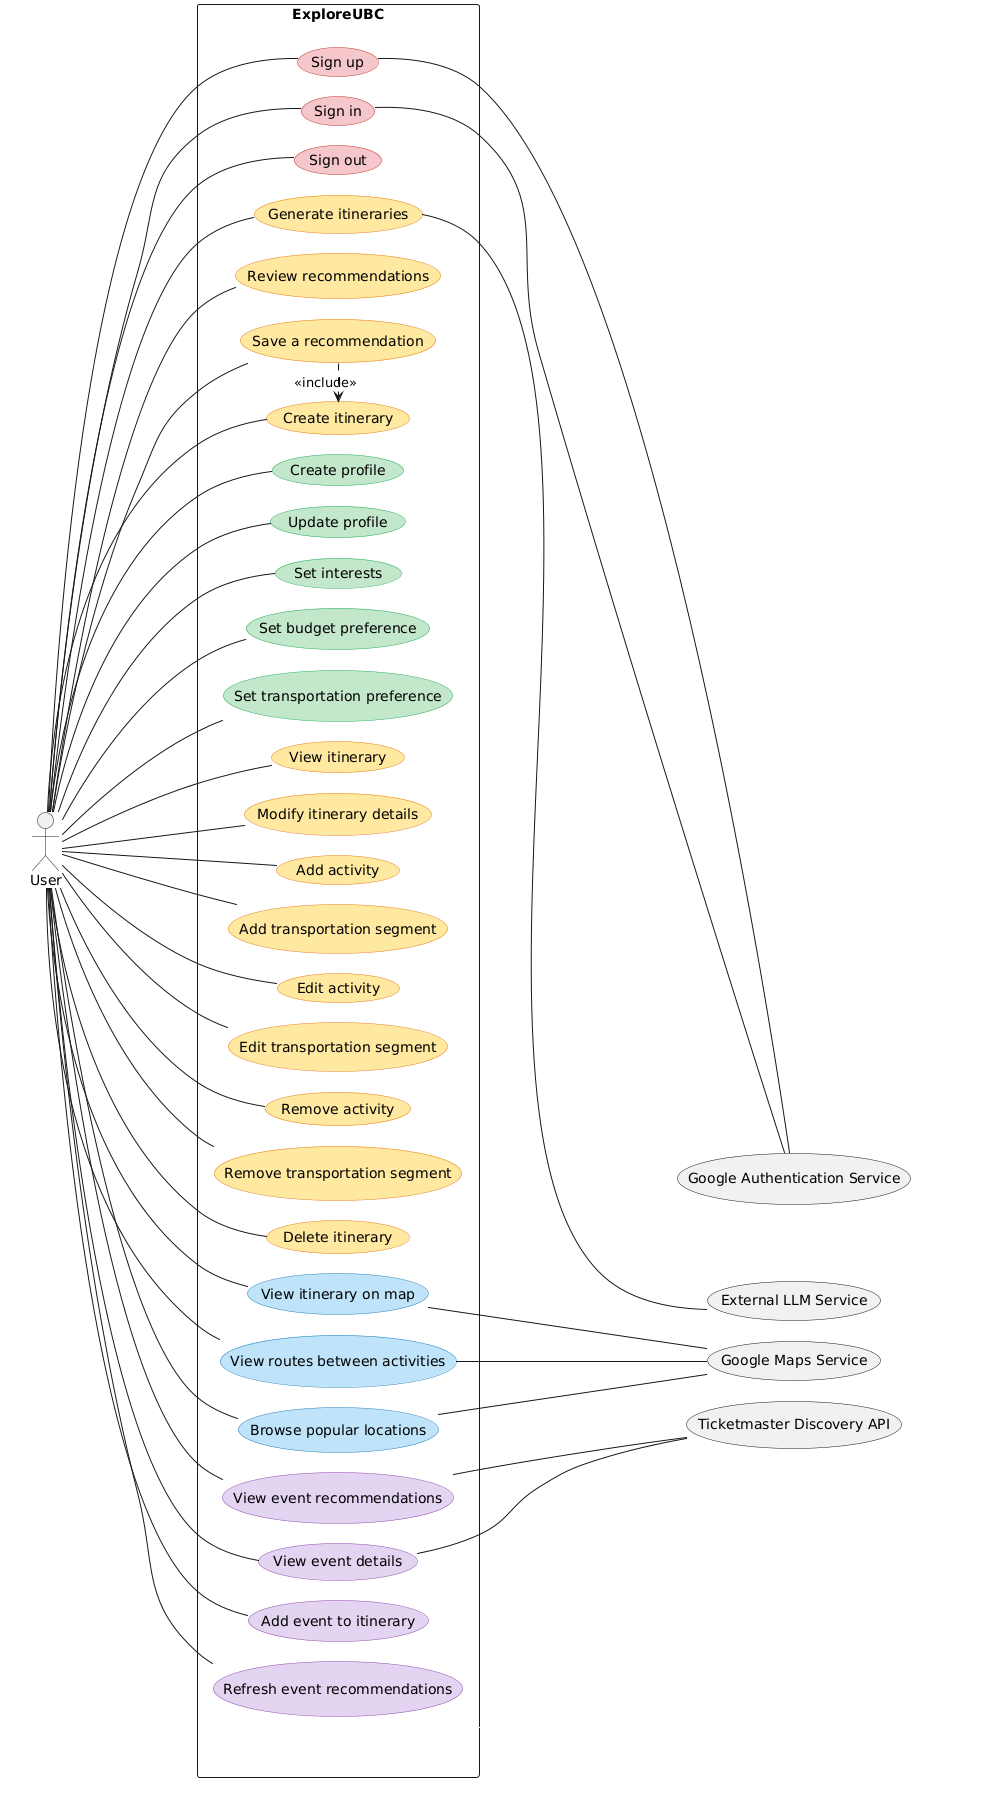 ExploreUBC
Sign up
Sign in
Sign out
Generate itineraries
Review recommendations
Save a recommendation
«include»
Create itinerary
Create profile
Update profile
Set interests
Set budget preference
Set transportation preference
View itinerary
Modify itinerary details
Add activity
User
Add transportation segment
Edit activity
Edit transportation segment
Remove activity
Remove transportation segment
Google Authentication Service
Delete itinerary
View itinerary on map
External LLM Service
View routes between activities
Google Maps Service
Browse popular locations
Ticketmaster Discovery API
View event recommendations
View event details
Add event to itinerary
Refresh event recommendations